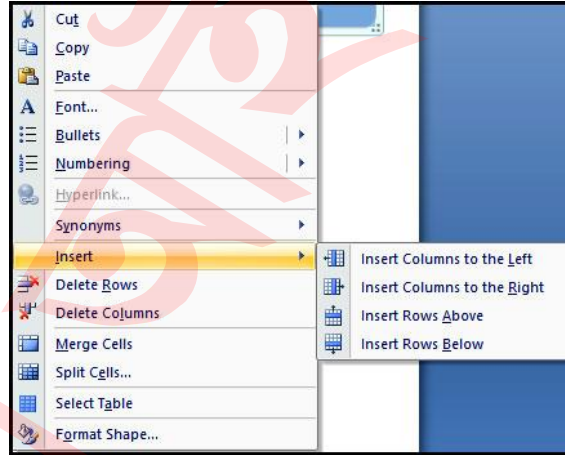 Cut
Copy
Paste
Font...
Bullets
Numbering
Hyperlink...
Synonyms
Insert
Delete Rows
Delete Columns
Merge Cells
Split Cells...
Select Table
Format Shape...
Insert Columns to the Left
Insert Columns to the Right
Insert Rows Above
Insert Rows Below